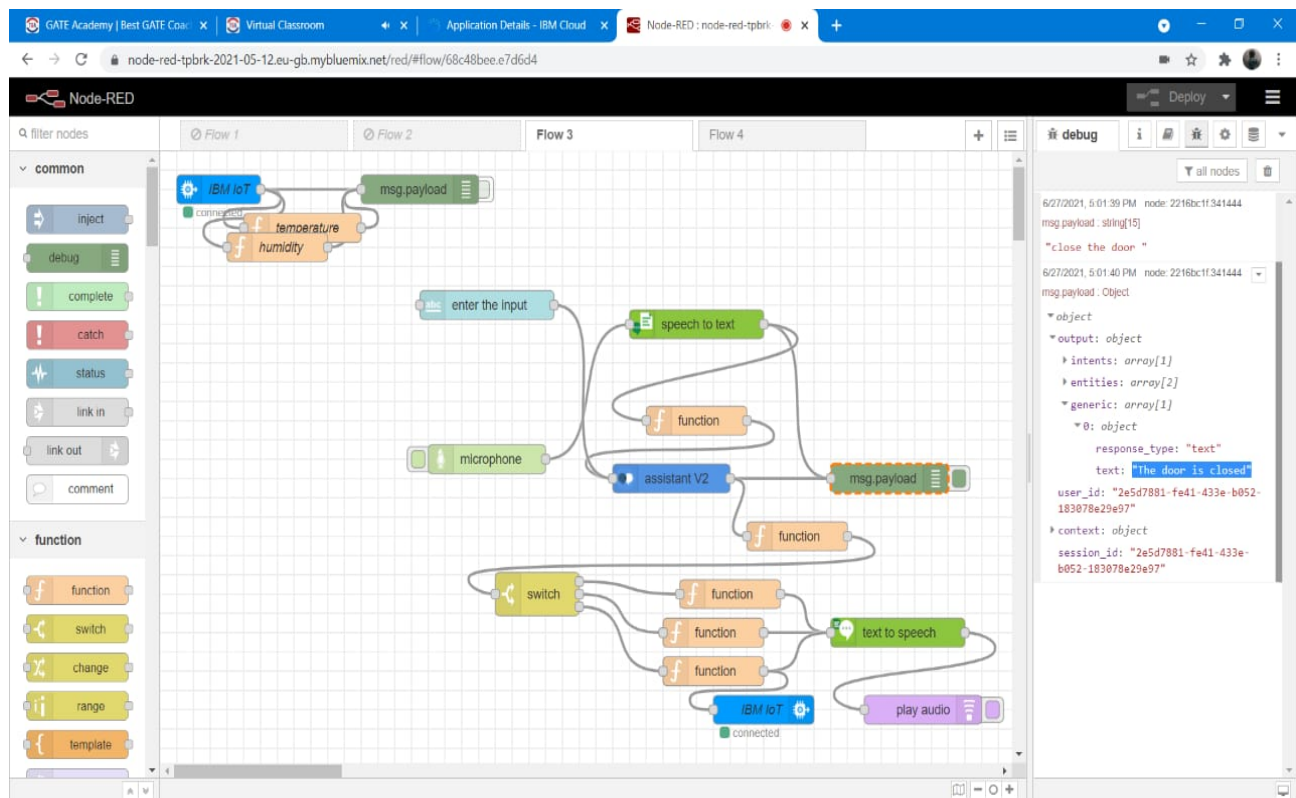 GATE Academy | Best GATE Coac
Virtual Classroom
Application Details - IBM Cloud
Node-RED : node-red-tpbrk-
node-red-tpbrk-2021-05-12.eu-gb.mybluemix.net/red/#flow/68c48bee.e7d6d4
Node-RED
Deploy
filter nodes
Flow 1
Flow 2
Flow 3
Flow 4
debug
all nodes
common
inject
debug
complete
catch
status
link in
link out
comment
function
function
switch
change
range
template
IBM IoT
connected
msg.payload
temperature
humidity
abc enter the input
speech to text
function
microphone
assistant V2
msg.payload
function
switch
function
function
function
text to speech
IBM IoT
connected
play audio
6/27/2021, 5:01:39 PM node: 2216bc1f.341444
msg.payload : string[15]
"close the door "
6/27/2021, 5:01:40 PM node: 2216bc1f.341444
msg.payload : Object
object
output: object
intents: array[1]
entities: array[2]
generic: array[1]
0: object
response_type: "text"
text: "The door is closed"
user_id: "2e5d7881-fe41-433e-b052-
183078e29e97"
context: object
session_id: "2e5d7881-fe41-433e-
b052-183078e29e97"